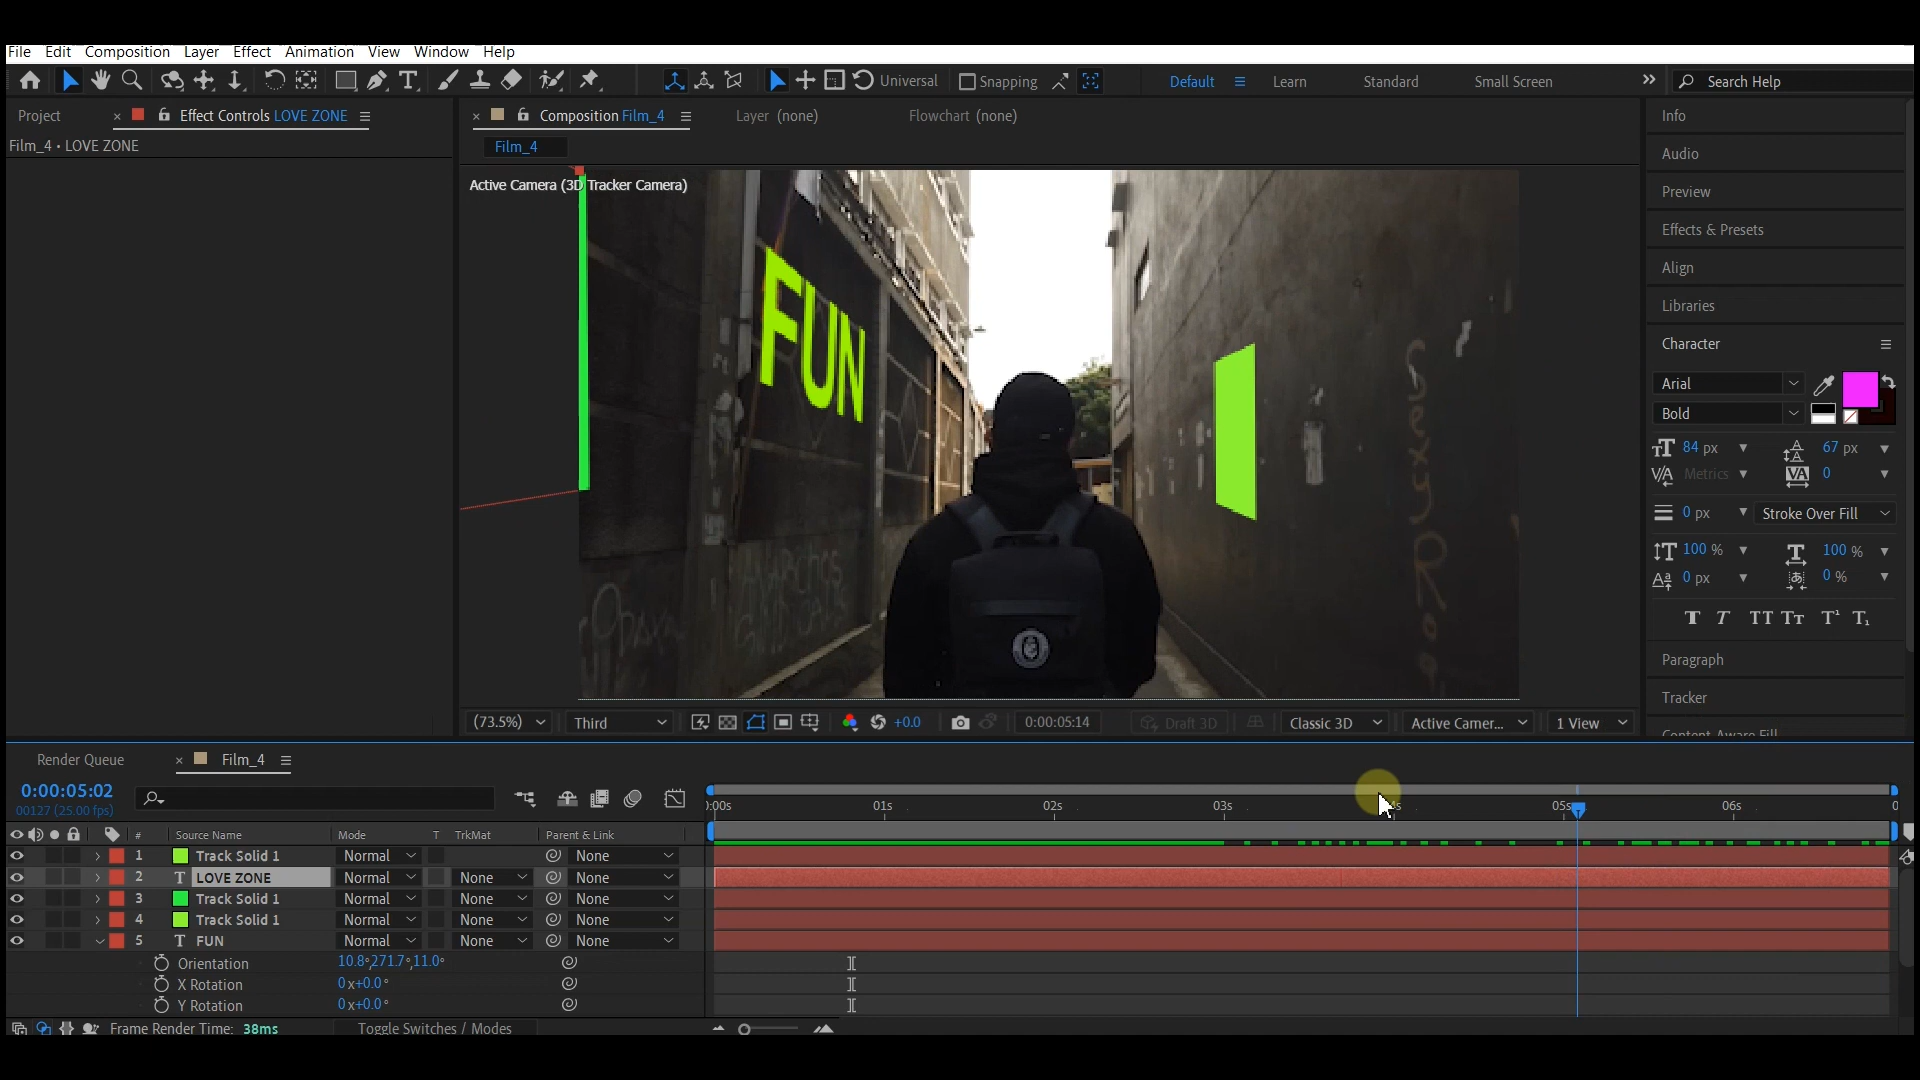 File Edit Composition Layer Effect Animation View Window Help
Universal Snapping Default Learn Standard Small Screen Search Help
Project Effect Controls LOVE ZONE Composition Film_4 Layer (none) Flowchart (none)
Film_4 • LOVE ZONE
Film_4
Active Camera (3D Tracker Camera)
FUN
Info
Audio
Preview
Effects & Presets
Align
Libraries
Character
Arial
Bold
84 px 67 px
Metrics 0
0 px Stroke Over Fill
100 % 100 %
0 px 0 %
Paragraph
Tracker
Content-Aware Fill
(73.5%) Third +0.0 0:00:05:14 Draft 3D Classic 3D Active Camer... 1 View
Render Queue Film_4
0:00:05:02
00127 (25.00 fps)
0:00s 01s 02s 03s 05s 06s
# Source Name Mode T TrkMat Parent & Link
1 Track Solid 1 Normal None
2 T LOVE ZONE Normal None None
3 Track Solid 1 Normal None None
4 Track Solid 1 Normal None None
5 T FUN Normal None None
Orientation 10.8°,271.7°,11.0°
X Rotation 0x+0.0°
Y Rotation 0x+0.0°
Frame Render Time: 38ms Toggle Switches / Modes